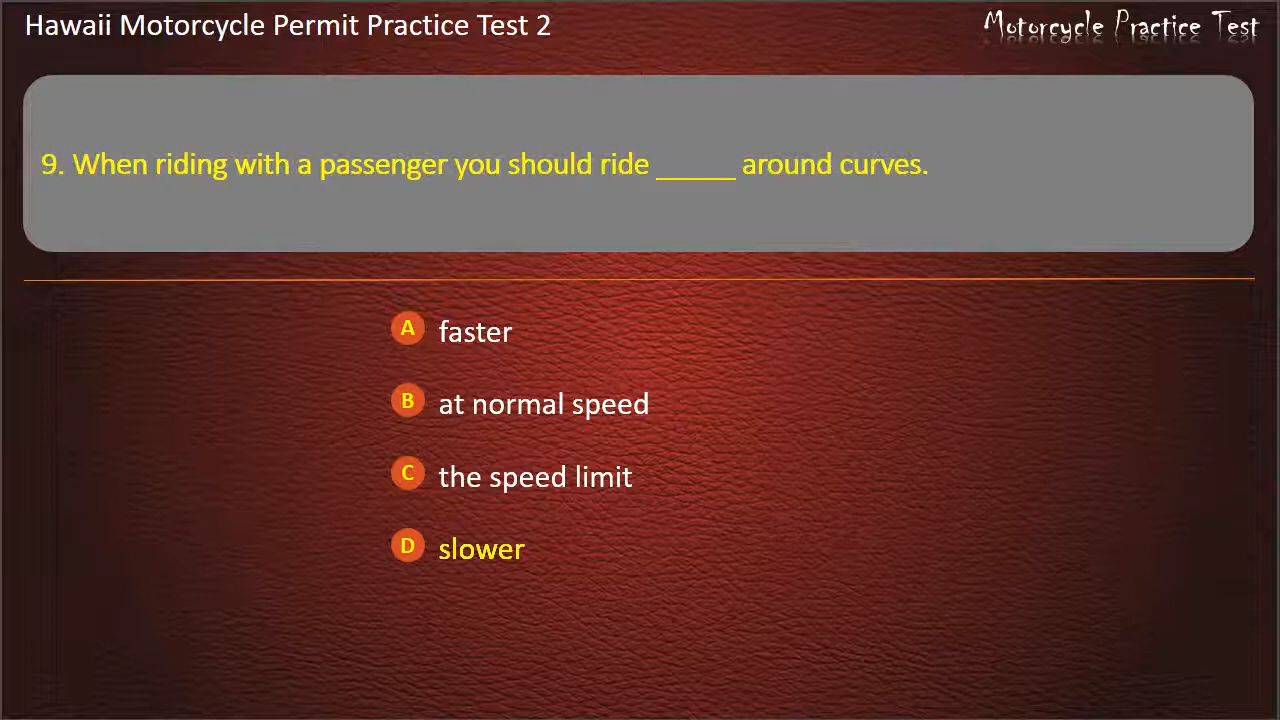 Hawaii Motorcycle Permit Practice Test 2
Motorcycle Practice Test
9. When riding with a passenger you should ride _____ around curves.
A faster
B at normal speed
C the speed limit
D slower